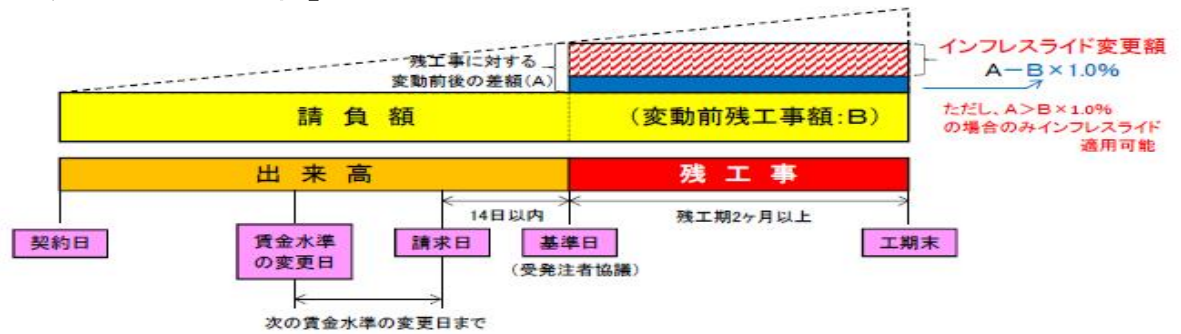 残工事に対する
変動前後の差額(A)
インフレスライド変更額
A－B×1.0%
請負額
(変動前残工事額:B)
ただし、A>B×1.0%
の場合のみインフレスライド
適用可能
出来高
残工事
14日以内
残工期2ヶ月以上
契約日
賃金水準
の変更日
請求日
基準日
工期末
(受発注者協議)
次の賃金水準の変更日まで